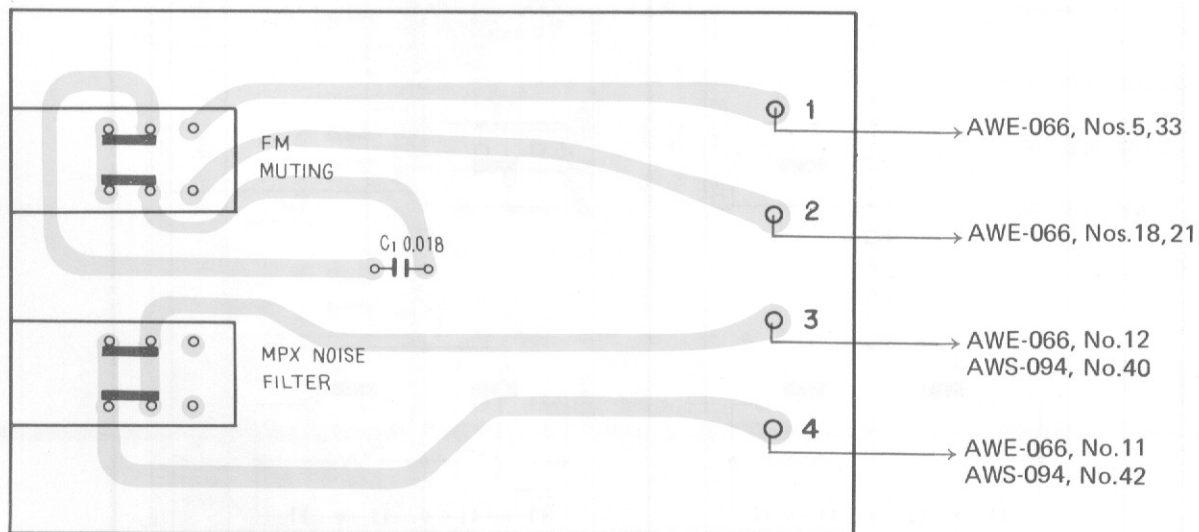 1
AWE-066, Nos.5,33
FM
MUTING
2
AWE-066, Nos.18,21
C1 0.018
3
AWE-066, No.12
AWS-094, No.40
MPX NOISE
FILTER
4
AWE-066, No.11
AWS-094, No.42